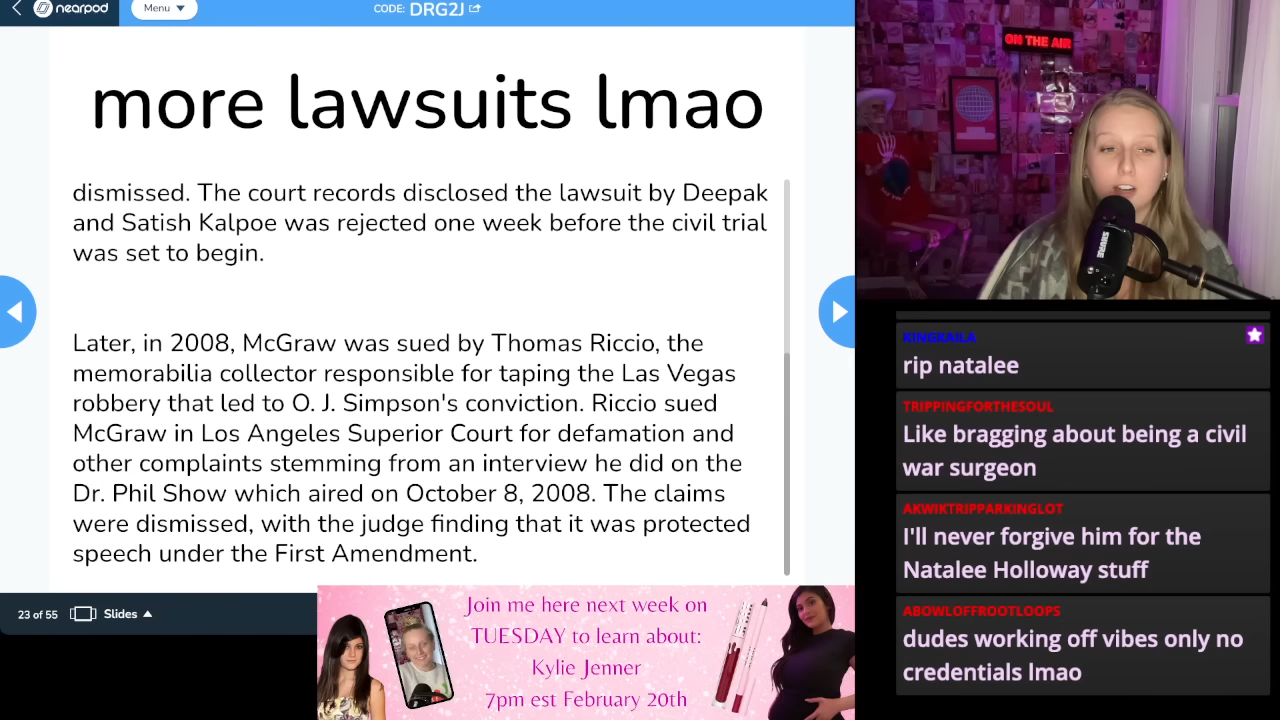 nearpod
Menu
CODE: DRG2J
more lawsuits lmao
dismissed. The court records disclosed the lawsuit by Deepak
and Satish Kalpoe was rejected one week before the civil trial
was set to begin.
Later, in 2008, McGraw was sued by Thomas Riccio, the
memorabilia collector responsible for taping the Las Vegas
robbery that led to O. J. Simpson's conviction. Riccio sued
McGraw in Los Angeles Superior Court for defamation and
other complaints stemming from an interview he did on the
Dr. Phil Show which aired on October 8, 2008. The claims
were dismissed, with the judge finding that it was protected
speech under the First Amendment.
23 of 55
Slides
Join me here next week on
TUESDAY to learn about:
Kylie Jenner
7pm est February 20th
ON THE AIR
SHURE
KINGKAILA
rip natalee
TRIPPINGFORTHESOUL
Like bragging about being a civil
war surgeon
AKWIKTRIPPARKINGLOT
I'll never forgive him for the
Natalee Holloway stuff
ABOWLOFFROOTLOOPS
dudes working off vibes only no
credentials lmao